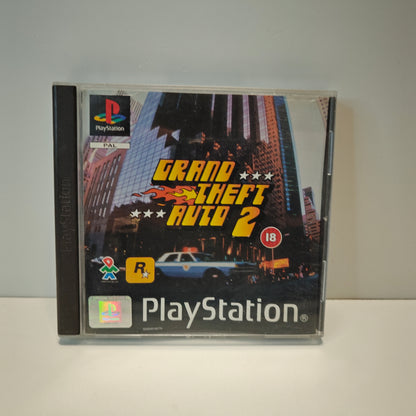 PlayStation
PAL
PlayStation
GRAND
THEFT
AUTO 2
18
R
PlayStation®